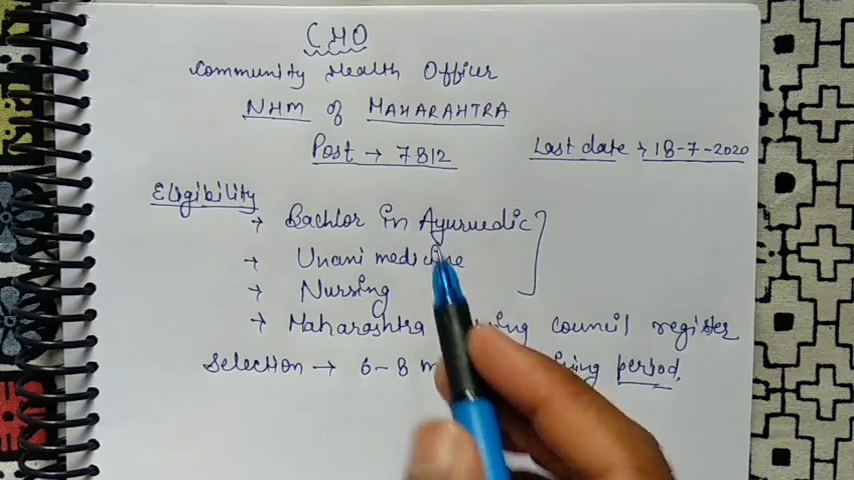 CHO
Community Health Officer
NHM of MAHARAHTRA
Post → 7812 Last date → 18-7-2020
Eligibility
→ Bachlor in Ayurvedic
→ Unani medicine
→ Nursing
→ Maharashtra council register
Selection → 6-8 period